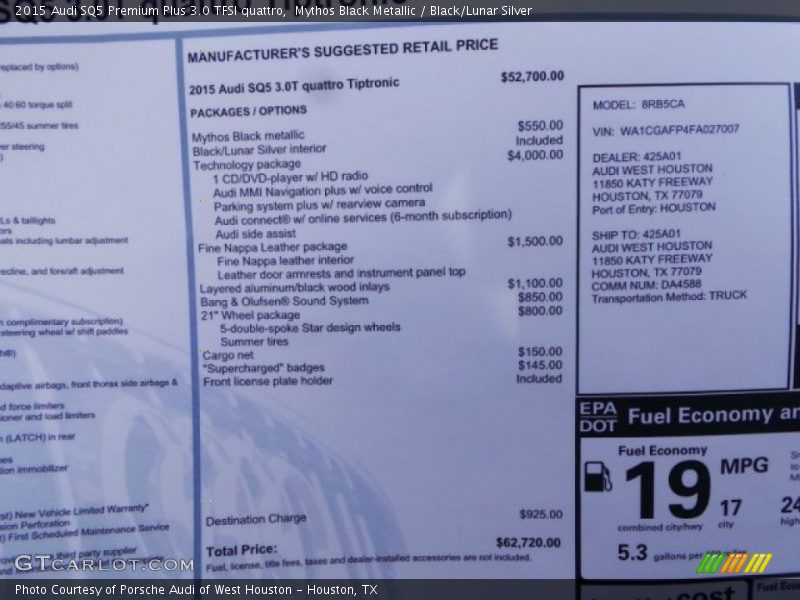 2015 Audi SQ5 Premium Plus 3.0 TFSI quattro, Mythos Black Metallic / Black/Lunar Silver
replaced by options)
40:60 torque split
255/45 summer tires
steering
& taillights
including lumbar adjustment
recline, and fore/aft adjustment
complimentary subscription)
steering wheel w/ shift paddles
adaptive airbags, front thorax side airbags &
force limiters
and load limiters
(LATCH) in rear
immobilizer
New Vehicle Limited Warranty*
Perforation
First Scheduled Maintenance Service
third party supplier
MANUFACTURER'S SUGGESTED RETAIL PRICE
2015 Audi SQ5 3.0T quattro Tiptronic $52,700.00
PACKAGES / OPTIONS
Mythos Black metallic $550.00
Black/Lunar Silver interior Included
Technology package $4,000.00
1 CD/DVD-player w/ HD radio
Audi MMI Navigation plus w/ voice control
Parking system plus w/ rearview camera
Audi connect® w/ online services (6-month subscription)
Audi side assist
Fine Nappa Leather package $1,500.00
Fine Nappa leather interior
Leather door armrests and instrument panel top
Layered aluminum/black wood inlays $1,100.00
Bang & Olufsen® Sound System $850.00
21" Wheel package $800.00
5-double-spoke Star design wheels
Summer tires
Cargo net $150.00
"Supercharged" badges $145.00
Front license plate holder Included
Destination Charge $925.00
Total Price: $62,720.00
Fuel, license, title fees, taxes and dealer-installed accessories are not included.
MODEL: 8RB5CA
VIN: WA1CGAFP4FA027007
DEALER: 425A01
AUDI WEST HOUSTON
11850 KATY FREEWAY
HOUSTON, TX 77079
Port of Entry: HOUSTON
SHIP TO: 425A01
AUDI WEST HOUSTON
11850 KATY FREEWAY
HOUSTON, TX 77079
COMM NUM: DA4588
Transportation Method: TRUCK
EPA
DOT
Fuel Economy
Fuel Economy
19 MPG
combined city/hwy
17
city
24
5.3 gallons per
cost
Fuel
GTcarlot.com
Photo Courtesy of Porsche Audi of West Houston - Houston, TX